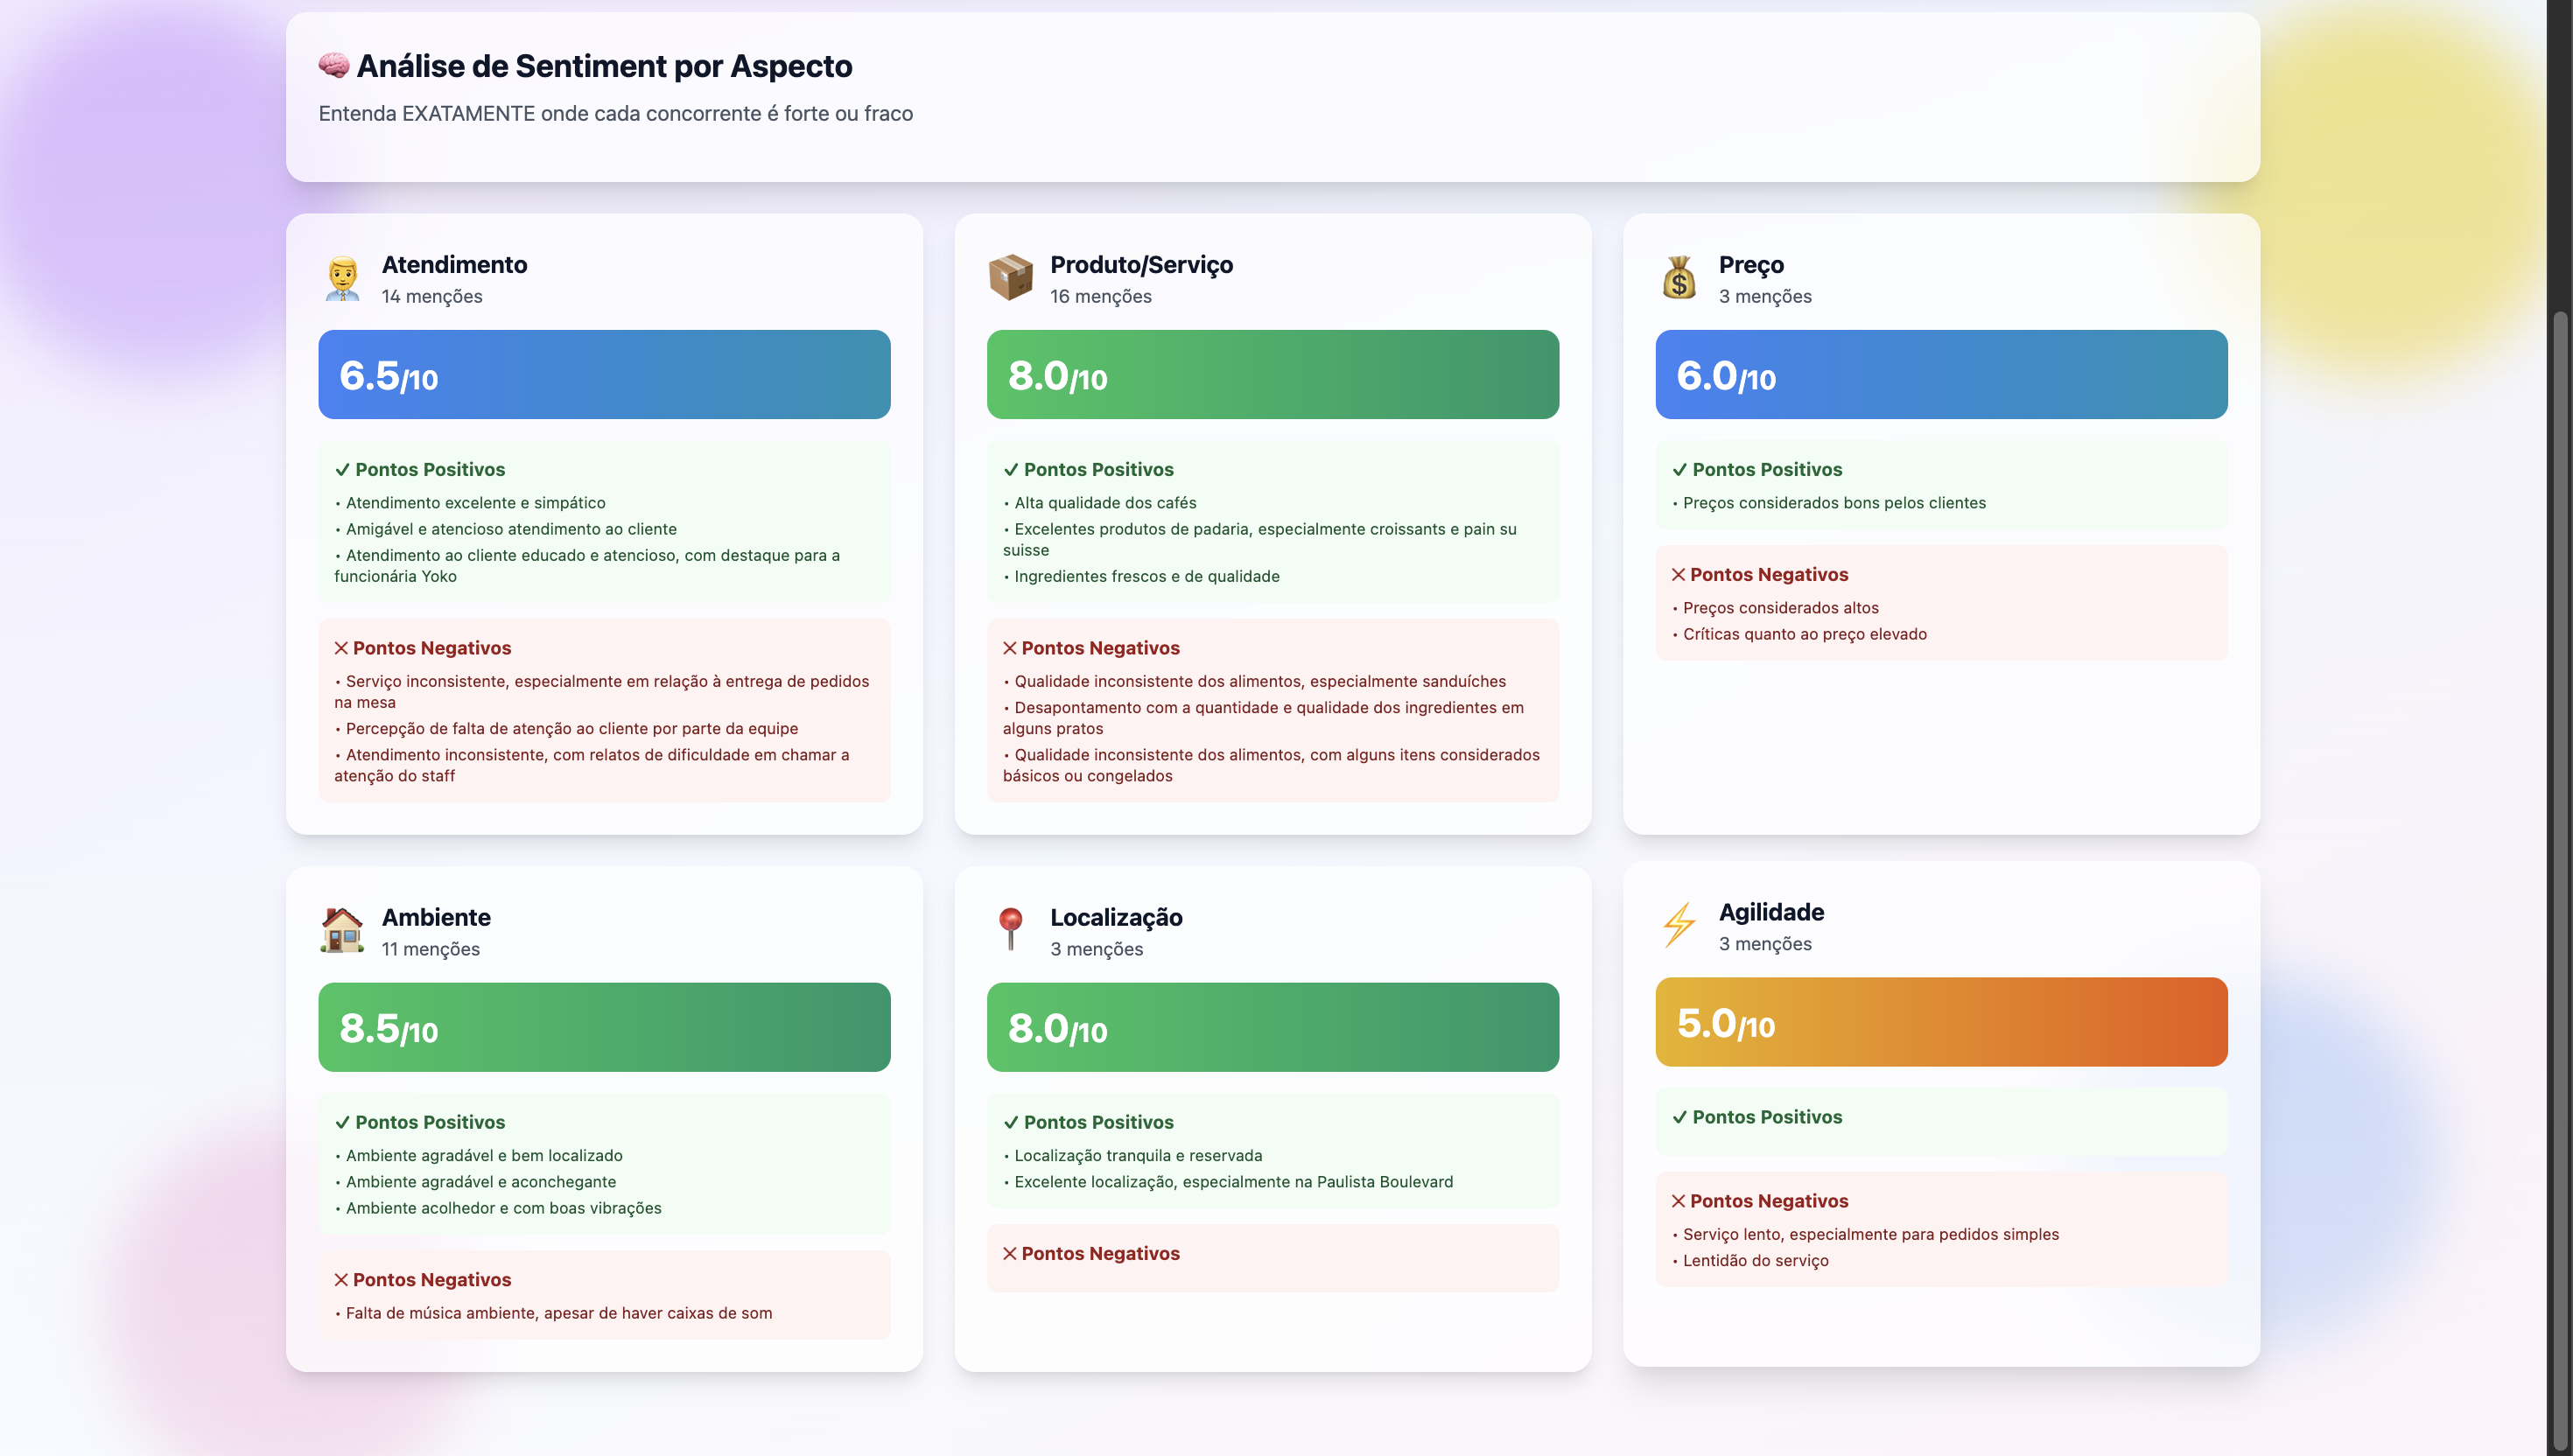 🧠 Análise de Sentiment por Aspecto
Entenda EXATAMENTE onde cada concorrente é forte ou fraco
Atendimento
14 menções
6.5/10
✓ Pontos Positivos
• Atendimento excelente e simpático
• Amigável e atencioso atendimento ao cliente
• Atendimento ao cliente educado e atencioso, com destaque para a
funcionária Yoko
✕ Pontos Negativos
• Serviço inconsistente, especialmente em relação à entrega de pedidos
na mesa
• Percepção de falta de atenção ao cliente por parte da equipe
• Atendimento inconsistente, com relatos de dificuldade em chamar a
atenção do staff
Produto/Serviço
16 menções
8.0/10
✓ Pontos Positivos
• Alta qualidade dos cafés
• Excelentes produtos de padaria, especialmente croissants e pain su
suisse
• Ingredientes frescos e de qualidade
✕ Pontos Negativos
• Qualidade inconsistente dos alimentos, especialmente sanduíches
• Desapontamento com a quantidade e qualidade dos ingredientes em
alguns pratos
• Qualidade inconsistente dos alimentos, com alguns itens considerados
básicos ou congelados
Preço
3 menções
6.0/10
✓ Pontos Positivos
• Preços considerados bons pelos clientes
✕ Pontos Negativos
• Preços considerados altos
• Críticas quanto ao preço elevado
Ambiente
11 menções
8.5/10
✓ Pontos Positivos
• Ambiente agradável e bem localizado
• Ambiente agradável e aconchegante
• Ambiente acolhedor e com boas vibrações
✕ Pontos Negativos
• Falta de música ambiente, apesar de haver caixas de som
Localização
3 menções
8.0/10
✓ Pontos Positivos
• Localização tranquila e reservada
• Excelente localização, especialmente na Paulista Boulevard
✕ Pontos Negativos
Agilidade
3 menções
5.0/10
✓ Pontos Positivos
✕ Pontos Negativos
• Serviço lento, especialmente para pedidos simples
• Lentidão do serviço